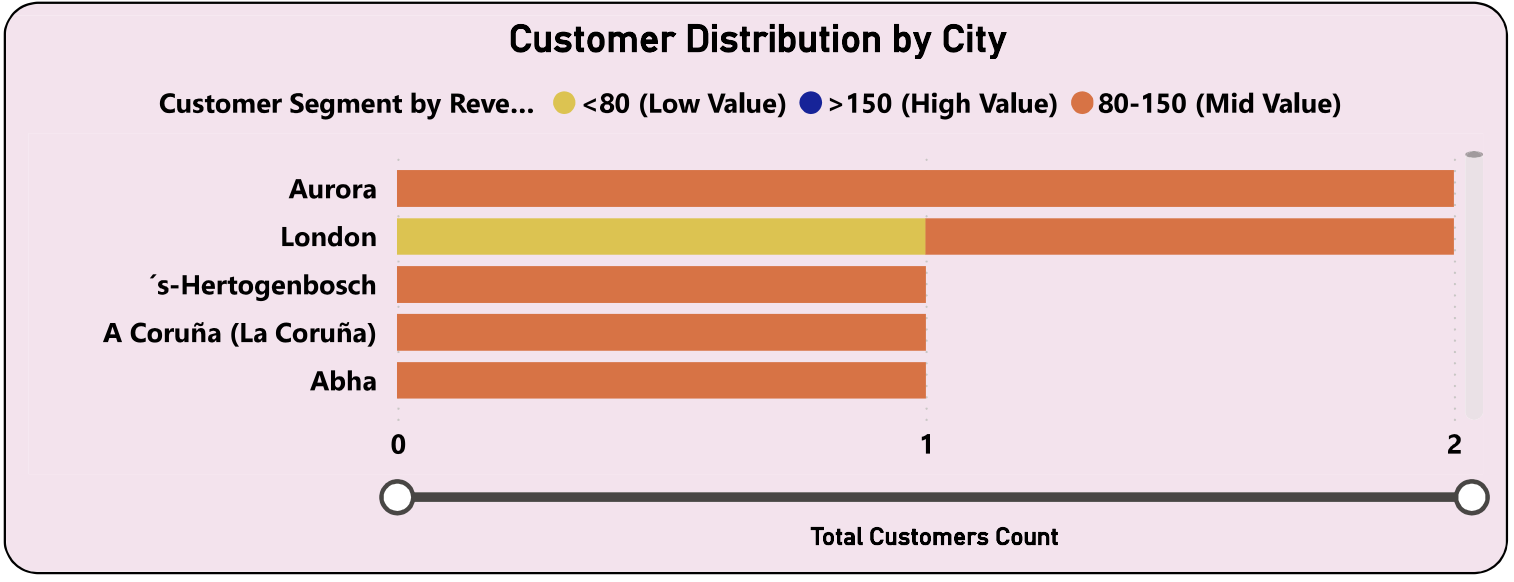 Customer Distribution by City
Customer Segment by Reve... <80 (Low Value) >150 (High Value) 80-150 (Mid Value)
Aurora
London
´s-Hertogenbosch
A Coruña (La Coruña)
Abha
0 1 2
Total Customers Count